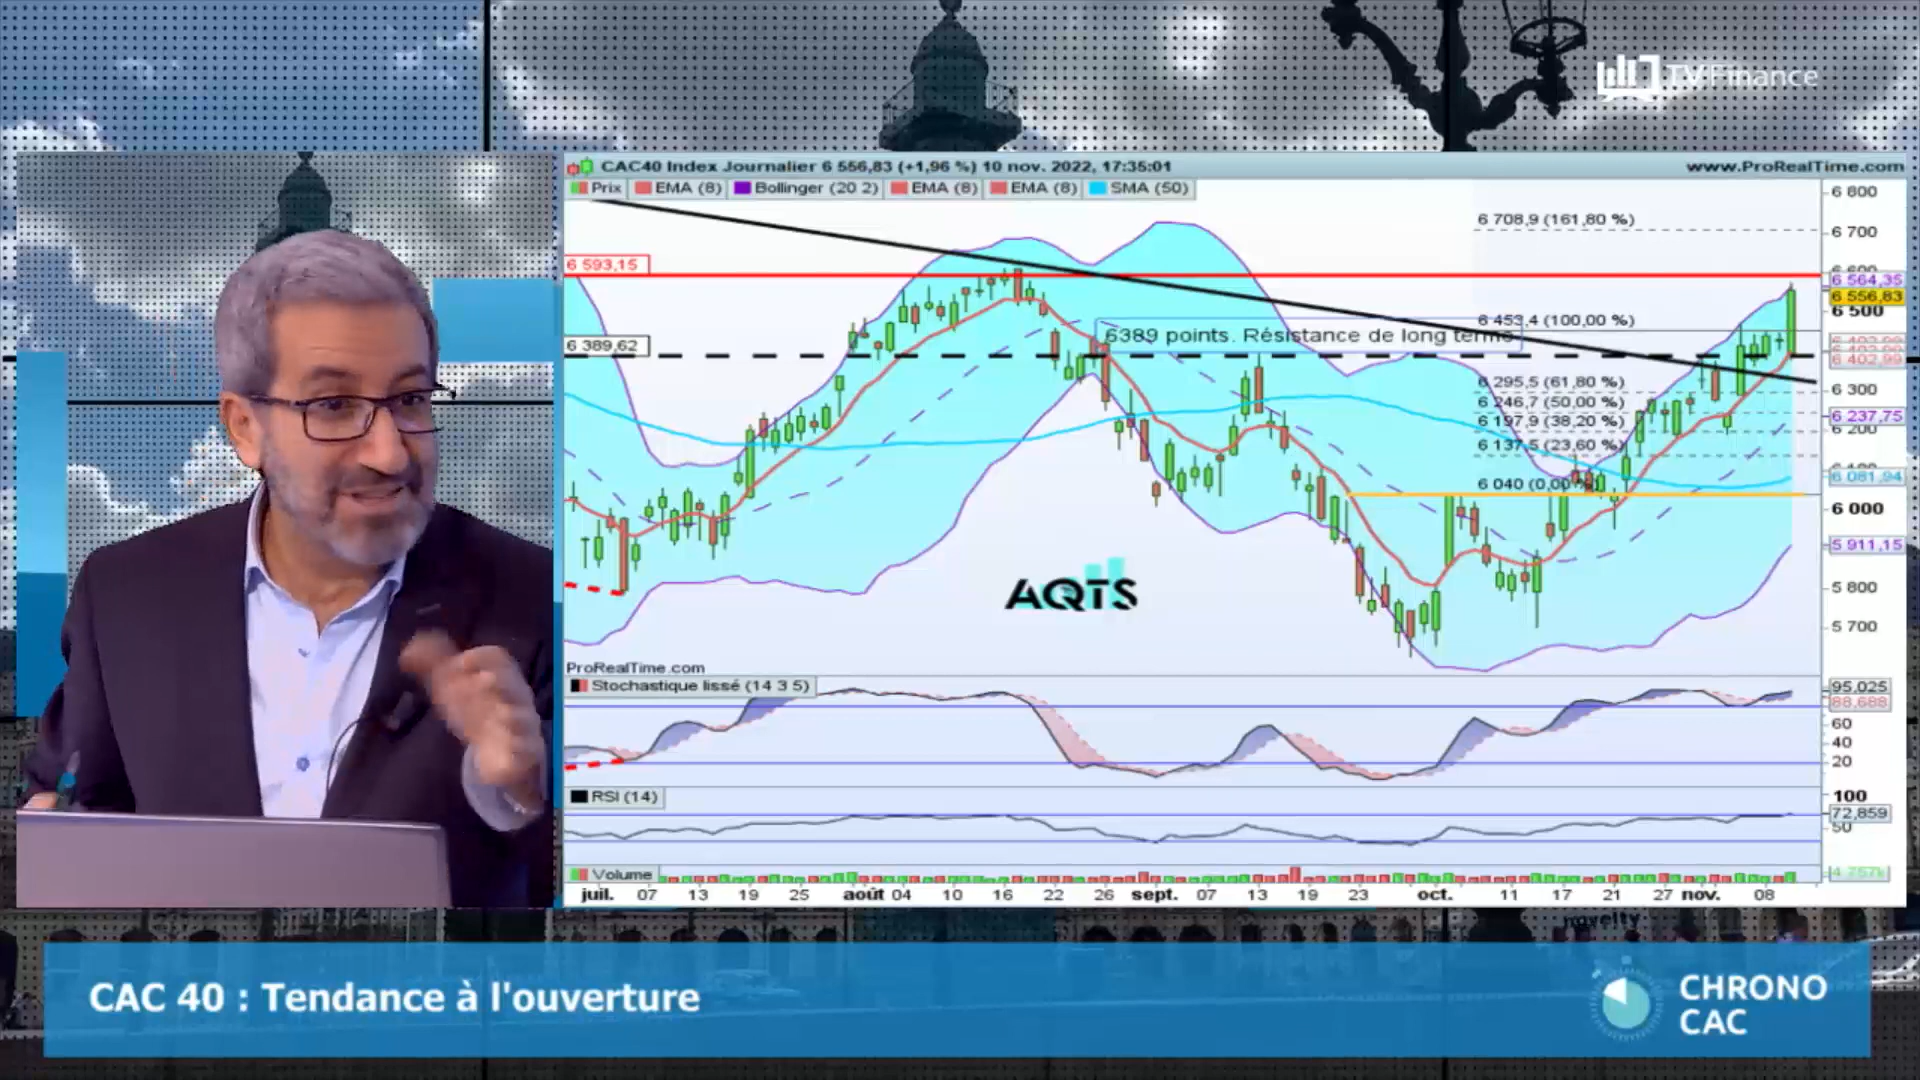 TV Finance
CAC40 Index Journalier 6 556,83 (+1,96 %) 10 nov. 2022, 17:35:01
www.ProRealTime.com
Prix EMA (8) Bollinger (20 2) EMA (8) EMA (8) SMA (50)
6 800
6 708,9 (161,80 %)
6 700
6 593,15
6 564,35
6 556,83
6 500
6 453,4 (100,00 %)
6389 points. Résistance de long terme
6 389,62
6 402,99
6 295,5 (61,80 %)
6 300
6 246,7 (50,00 %)
6 237,75
6 197,9 (38,20 %)
6 200
6 137,5 (23,60 %)
6 081,94
6 040 (0,00 %)
6 000
5 911,15
AQTS
5 800
5 700
ProRealTime.com
Stochastique lissé (14 3 5)
95,025
88,688
60
40
20
RSI (14)
100
72,859
50
Volume
juil. 07 13 19 25 août 04 10 16 22 26 sept. 07 13 19 23 oct. 11 17 21 27 nov. 08
novelty
CAC 40 : Tendance à l'ouverture
CHRONO
CAC